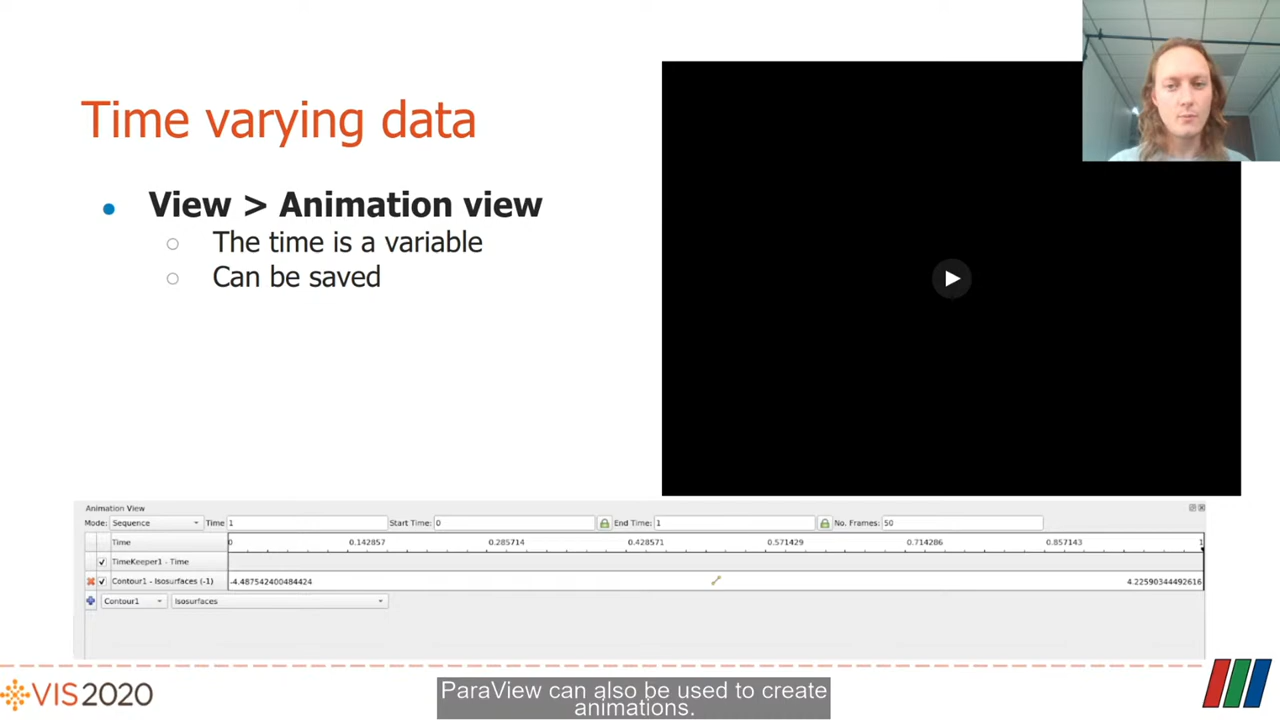 Time varying data
View > Animation view
The time is a variable
Can be saved
Animation View
Mode: Sequence Time 1 Start Time: 0 End Time: 1 No. Frames: 50
Time 0 0.142857 0.285714 0.428571 0.571429 0.714286 0.857143 1
TimeKeeper1 - Time
Contour1 - Isosurfaces (-1) -4.487542400484424 4.22590344492616
Contour1 Isosurfaces
VIS2020
ParaView can also be used to create
animations.